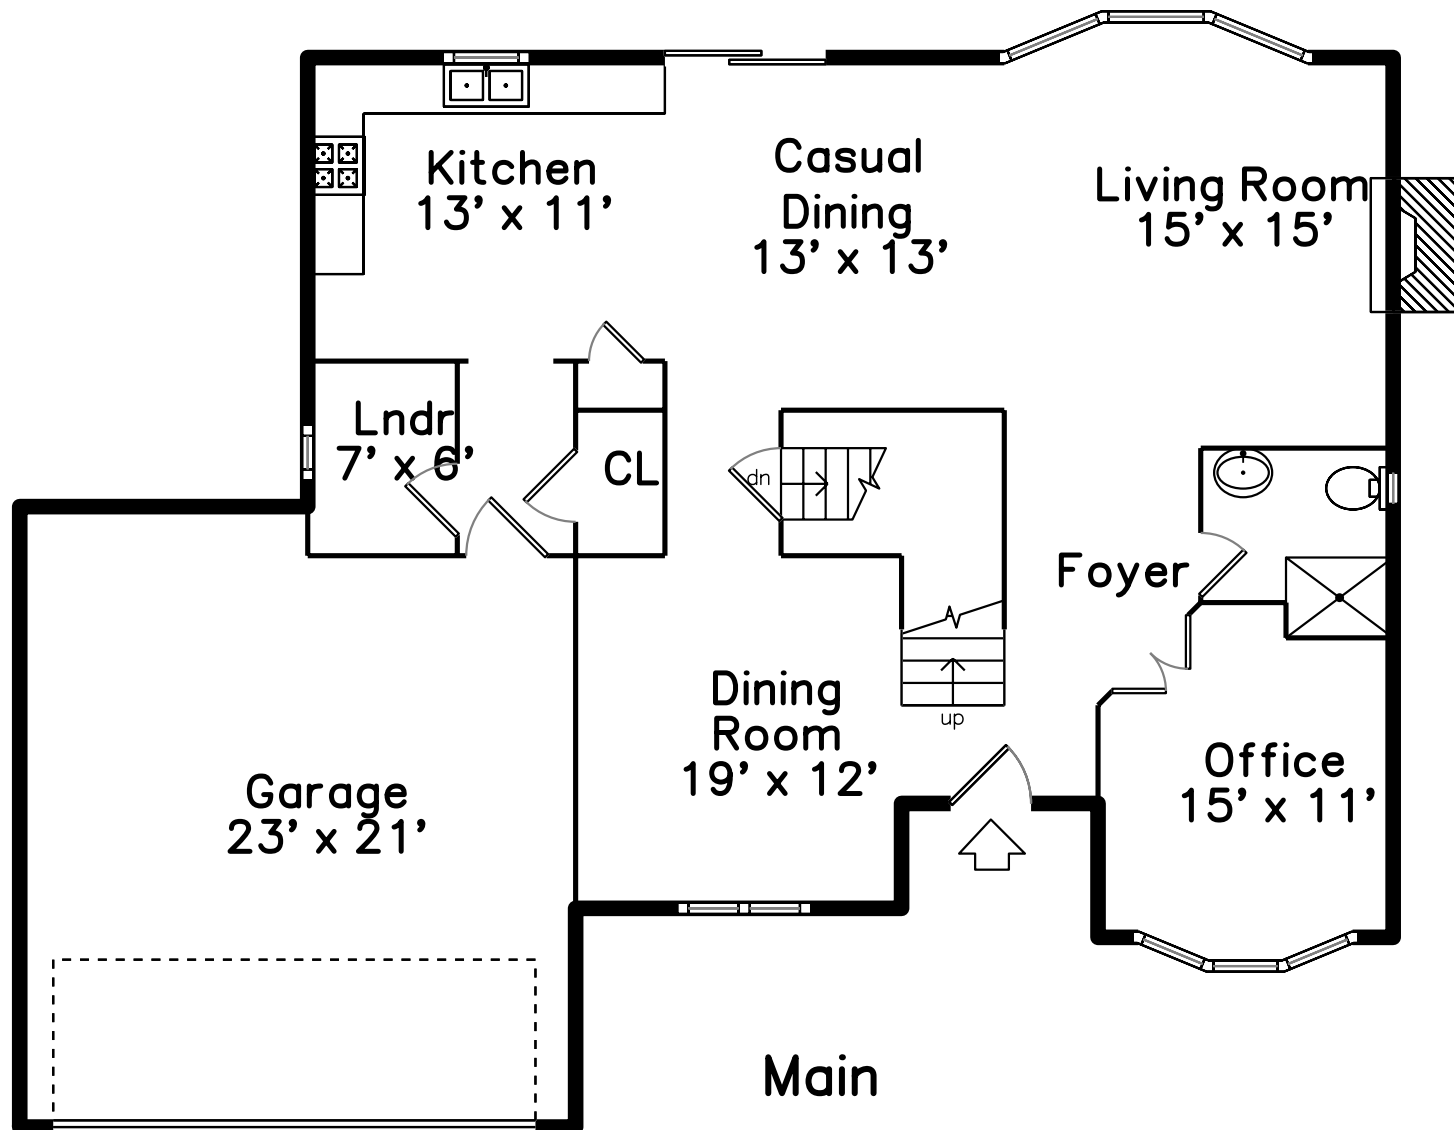 Kitchen
13' x 11'
Casual
Dining
13' x 13'
Living Room
15' x 15'
Lndr
7' x 6'
CL
dn
Foyer
up
Dining
Room
19' x 12'
Office
15' x 11'
Garage
23' x 21'
Main